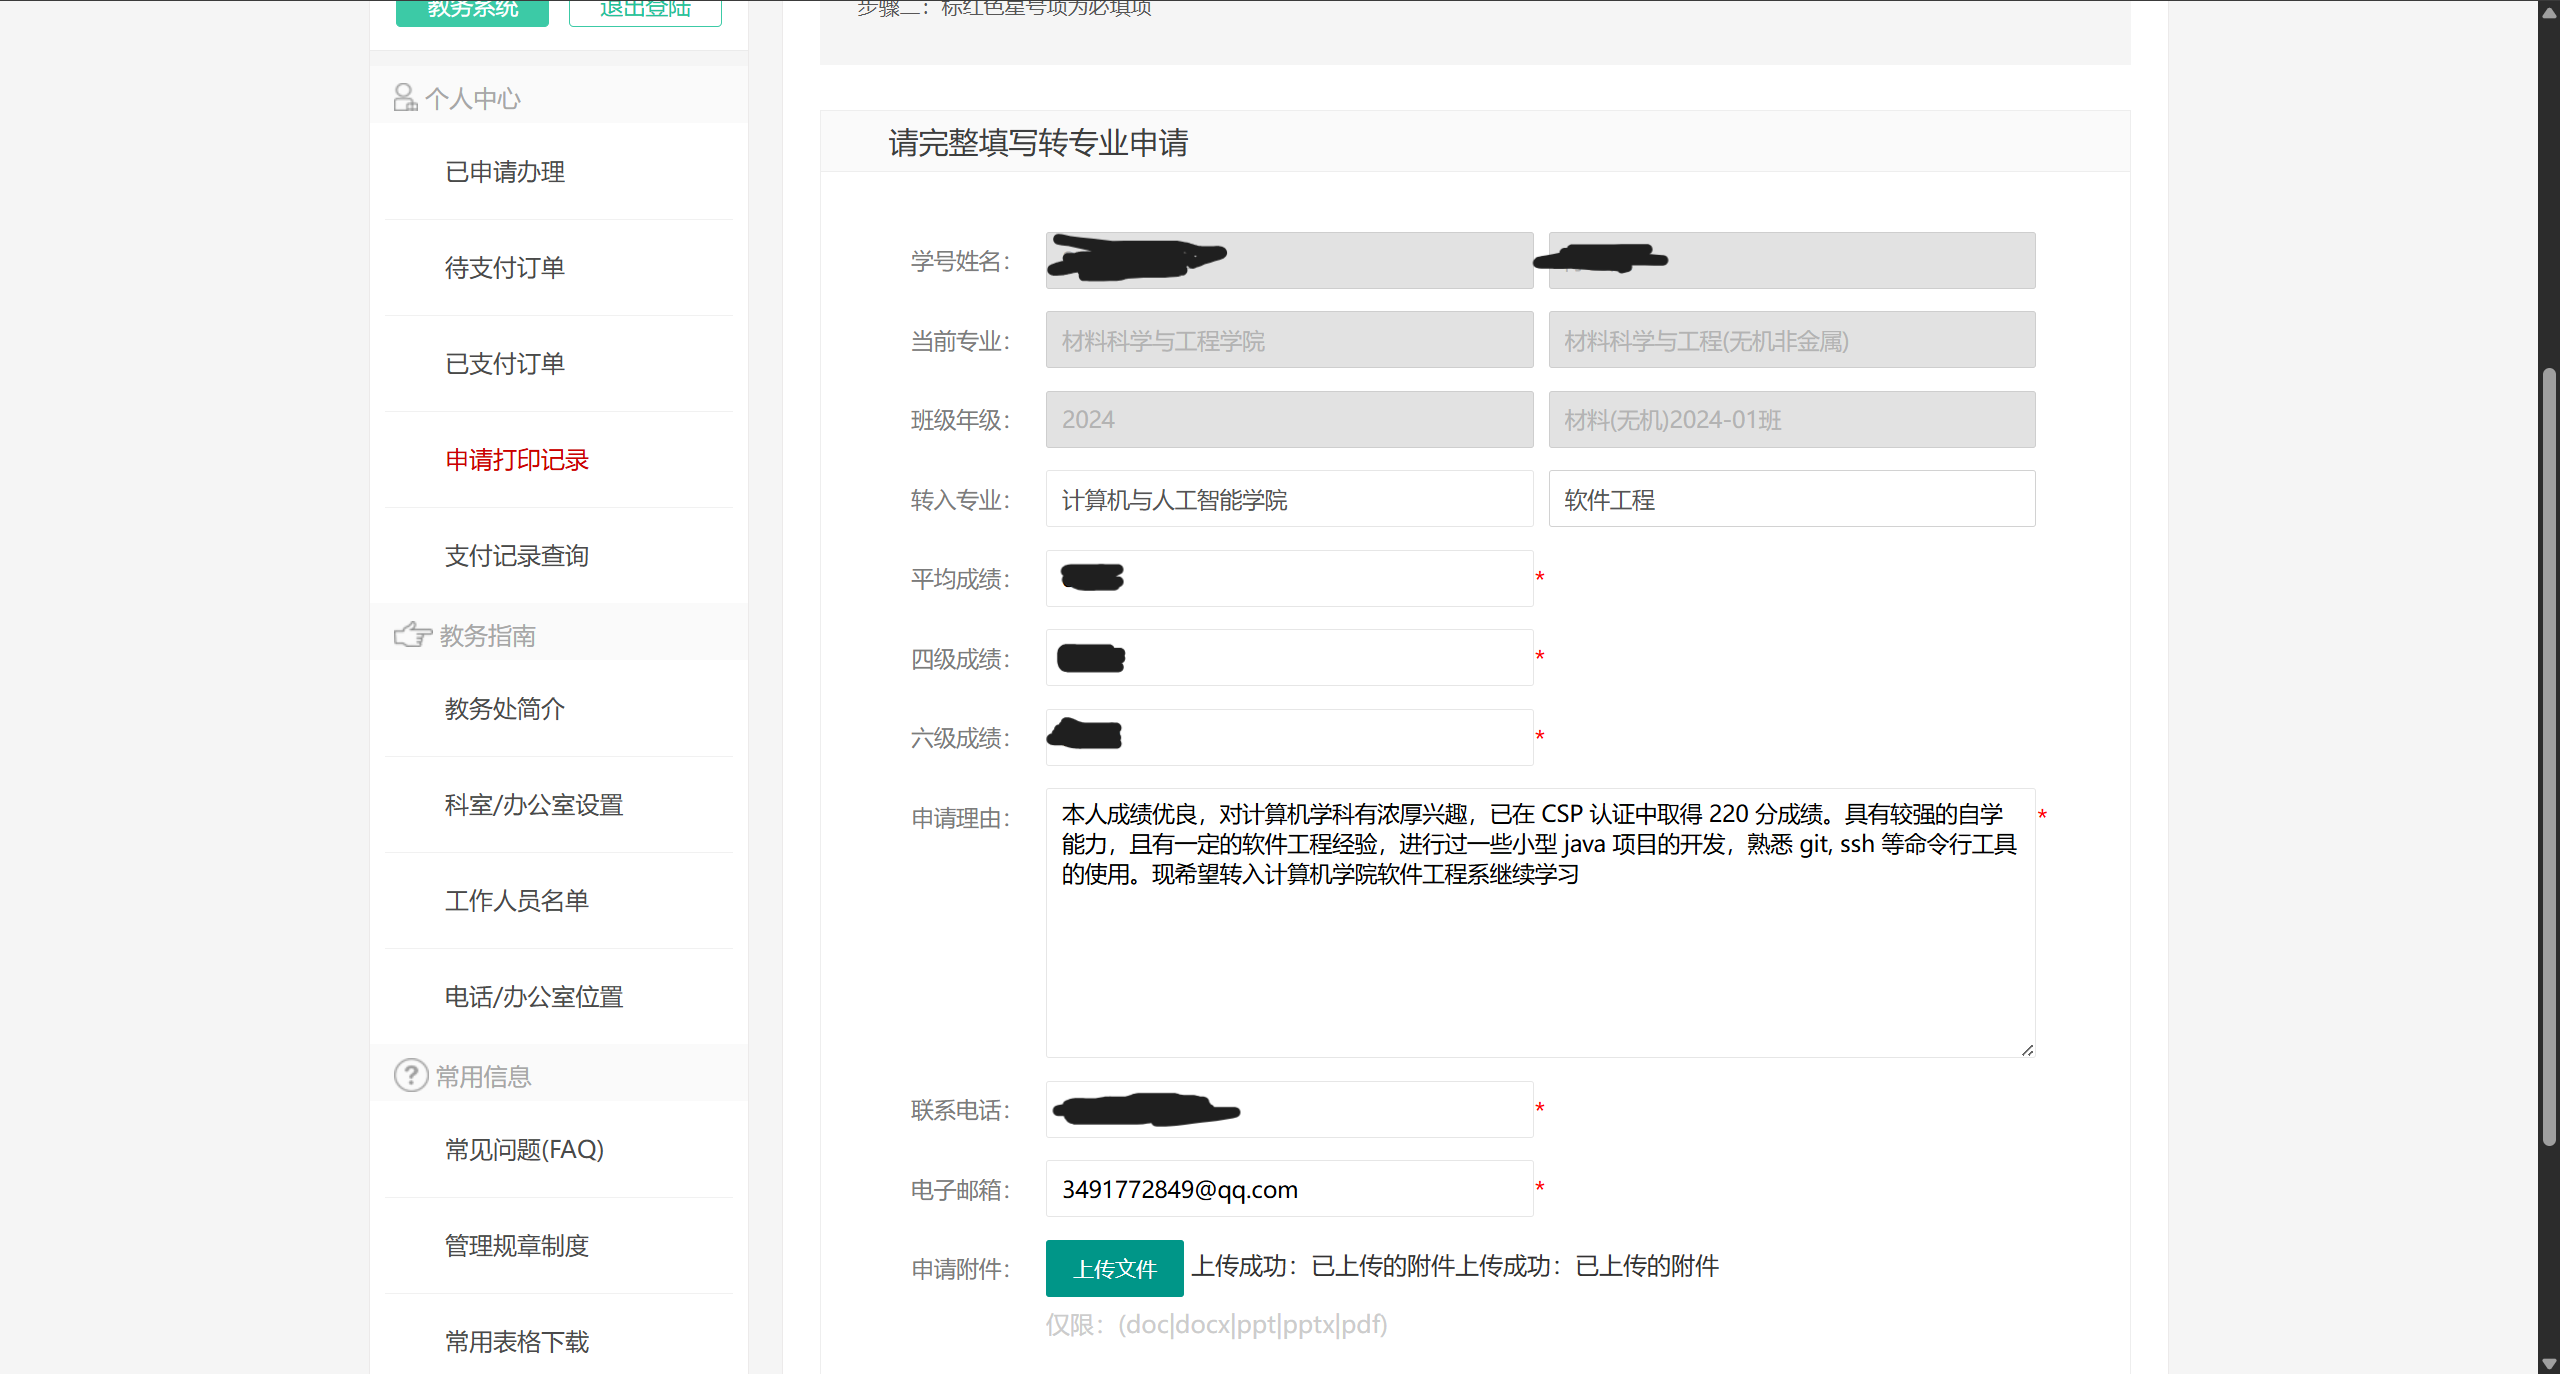 教务系统 退出登陆
步骤二：标红色星号项为必填项
个人中心
已申请办理
待支付订单
已支付订单
申请打印记录
支付记录查询
教务指南
教务处简介
科室/办公室设置
工作人员名单
电话/办公室位置
常用信息
常见问题(FAQ)
管理规章制度
常用表格下载
请完整填写转专业申请
学号姓名：
当前专业： 材料科学与工程学院 材料科学与工程(无机非金属)
班级年级： 2024 材料(无机)2024-01班
转入专业： 计算机与人工智能学院 软件工程
平均成绩： *
四级成绩： *
六级成绩： *
申请理由： 本人成绩优良，对计算机学科有浓厚兴趣，已在 CSP 认证中取得 220 分成绩。具有较强的自学 *
能力，且有一定的软件工程经验，进行过一些小型 java 项目的开发，熟悉 git, ssh 等命令行工具
的使用。现希望转入计算机学院软件工程系继续学习
联系电话： *
电子邮箱： 3491772849@qq.com *
申请附件： 上传文件 上传成功：已上传的附件上传成功：已上传的附件
仅限：(doc|docx|ppt|pptx|pdf)